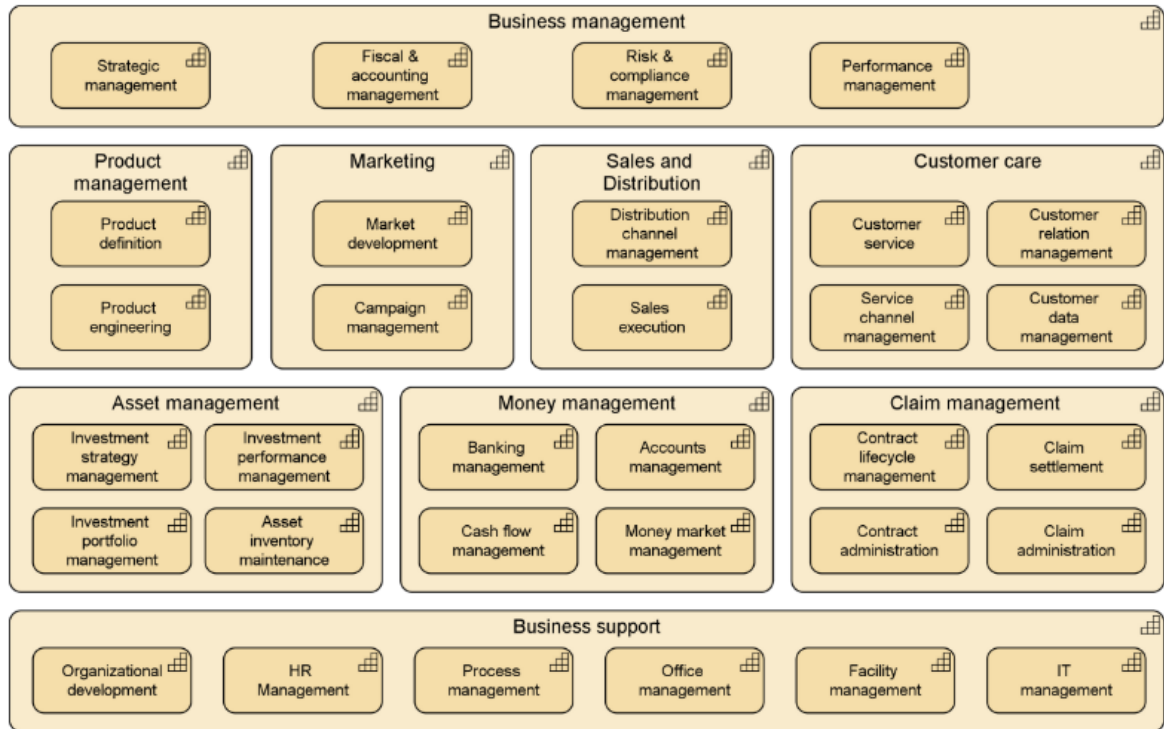 Business management
Strategic
management
Fiscal &
accounting
management
Risk &
compliance
management
Performance
management
Product
management
Product
definition
Product
engineering
Marketing
Market
development
Campaign
management
Sales and
Distribution
Distribution
channel
management
Sales
execution
Customer care
Customer
service
Customer
relation
management
Service
channel
management
Customer
data
management
Asset management
Investment
strategy
management
Investment
performance
management
Investment
portfolio
management
Asset
inventory
maintenance
Money management
Banking
management
Accounts
management
Cash flow
management
Money market
management
Claim management
Contract
lifecycle
management
Claim
settlement
Contract
administration
Claim
administration
Business support
Organizational
development
HR
Management
Process
management
Office
management
Facility
management
IT
management